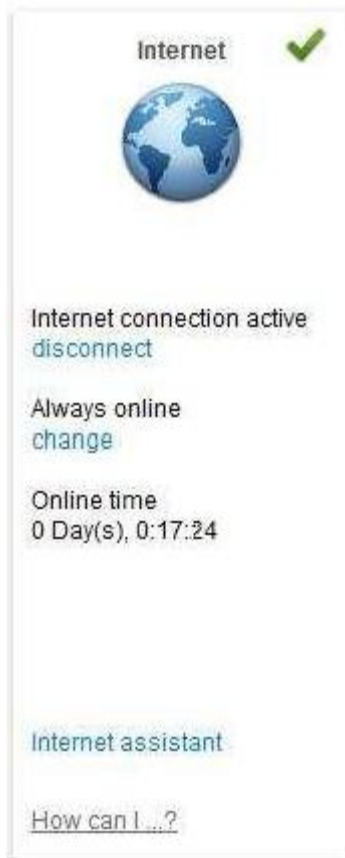 Internet
Internet connection active
disconnect
Always online
change
Online time
0 Day(s), 0:17:24
Internet assistant
How can I ...?